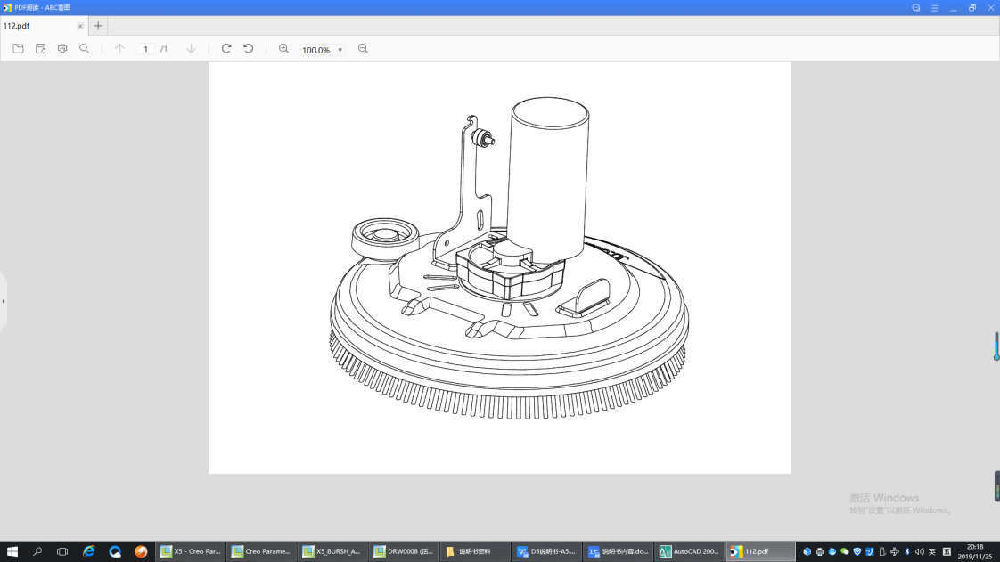 PDF阅读 - ABC看图
112.pdf
1 /1
100.0%
激活 Windows
转到"设置"以激活 Windows。
X5 - Creo Par...
Creo Parame...
X5_BURSH_A...
DRW0008 (活...
说明书资料
D5说明书-A5....
说明书内容.do...
AutoCAD 200...
112.pdf
英
20:18
2019/11/25